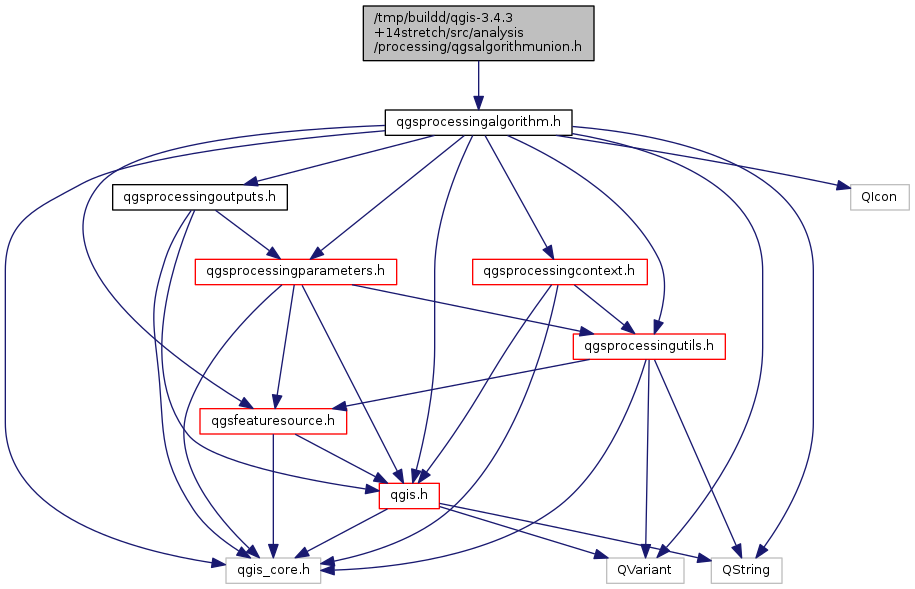 /tmp/buildd/qgis-3.4.3
+14stretch/src/analysis
/processing/qgsalgorithmunion.h
qgsprocessingalgorithm.h
qgsprocessingoutputs.h
QIcon
qgsprocessingparameters.h
qgsprocessingcontext.h
qgsprocessingutils.h
qgsfeaturesource.h
qgis.h
qgis_core.h
QVariant
QString